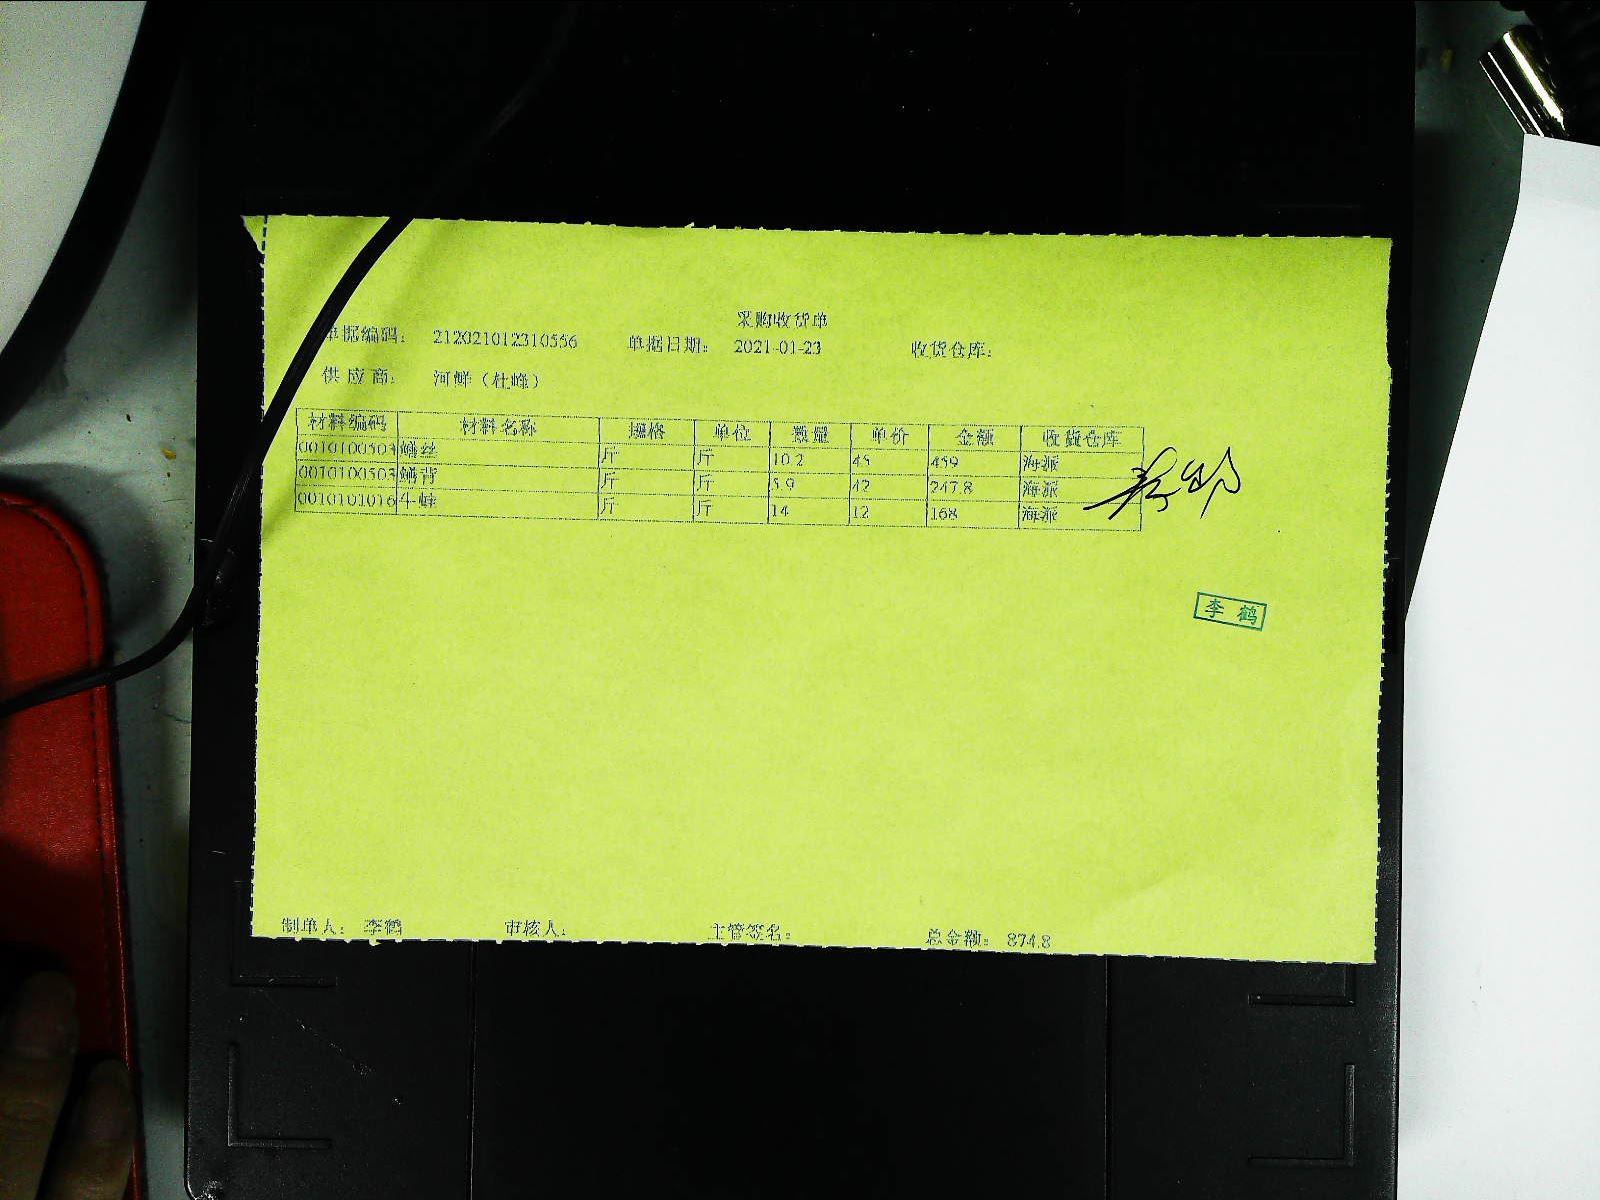 采购收货单
单据编码： 212021012310556 单据日期： 2021-01-23 收货仓库：
供应商： 河鲜（杜峰）
材料编码 材料名称 规格 单位 数量 单价 金额 收货仓库
0010100503 鳝丝 斤 斤 10.2 45 459 海派
0010100503 鳝背 斤 斤 5.9 42 247.8 海派
0010101016 牛蛙 斤 斤 14 12 168 海派
李鹤
制单人： 李鹤 审核人： 主管签名： 总金额： 874.8